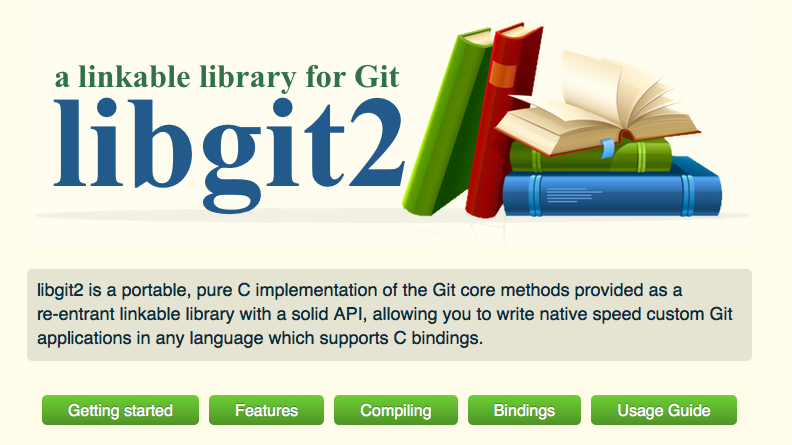 a linkable library for Git
libgit2
libgit2 is a portable, pure C implementation of the Git core methods provided as a
re-entrant linkable library with a solid API, allowing you to write native speed custom Git
applications in any language which supports C bindings.
Getting started
Features
Compiling
Bindings
Usage Guide